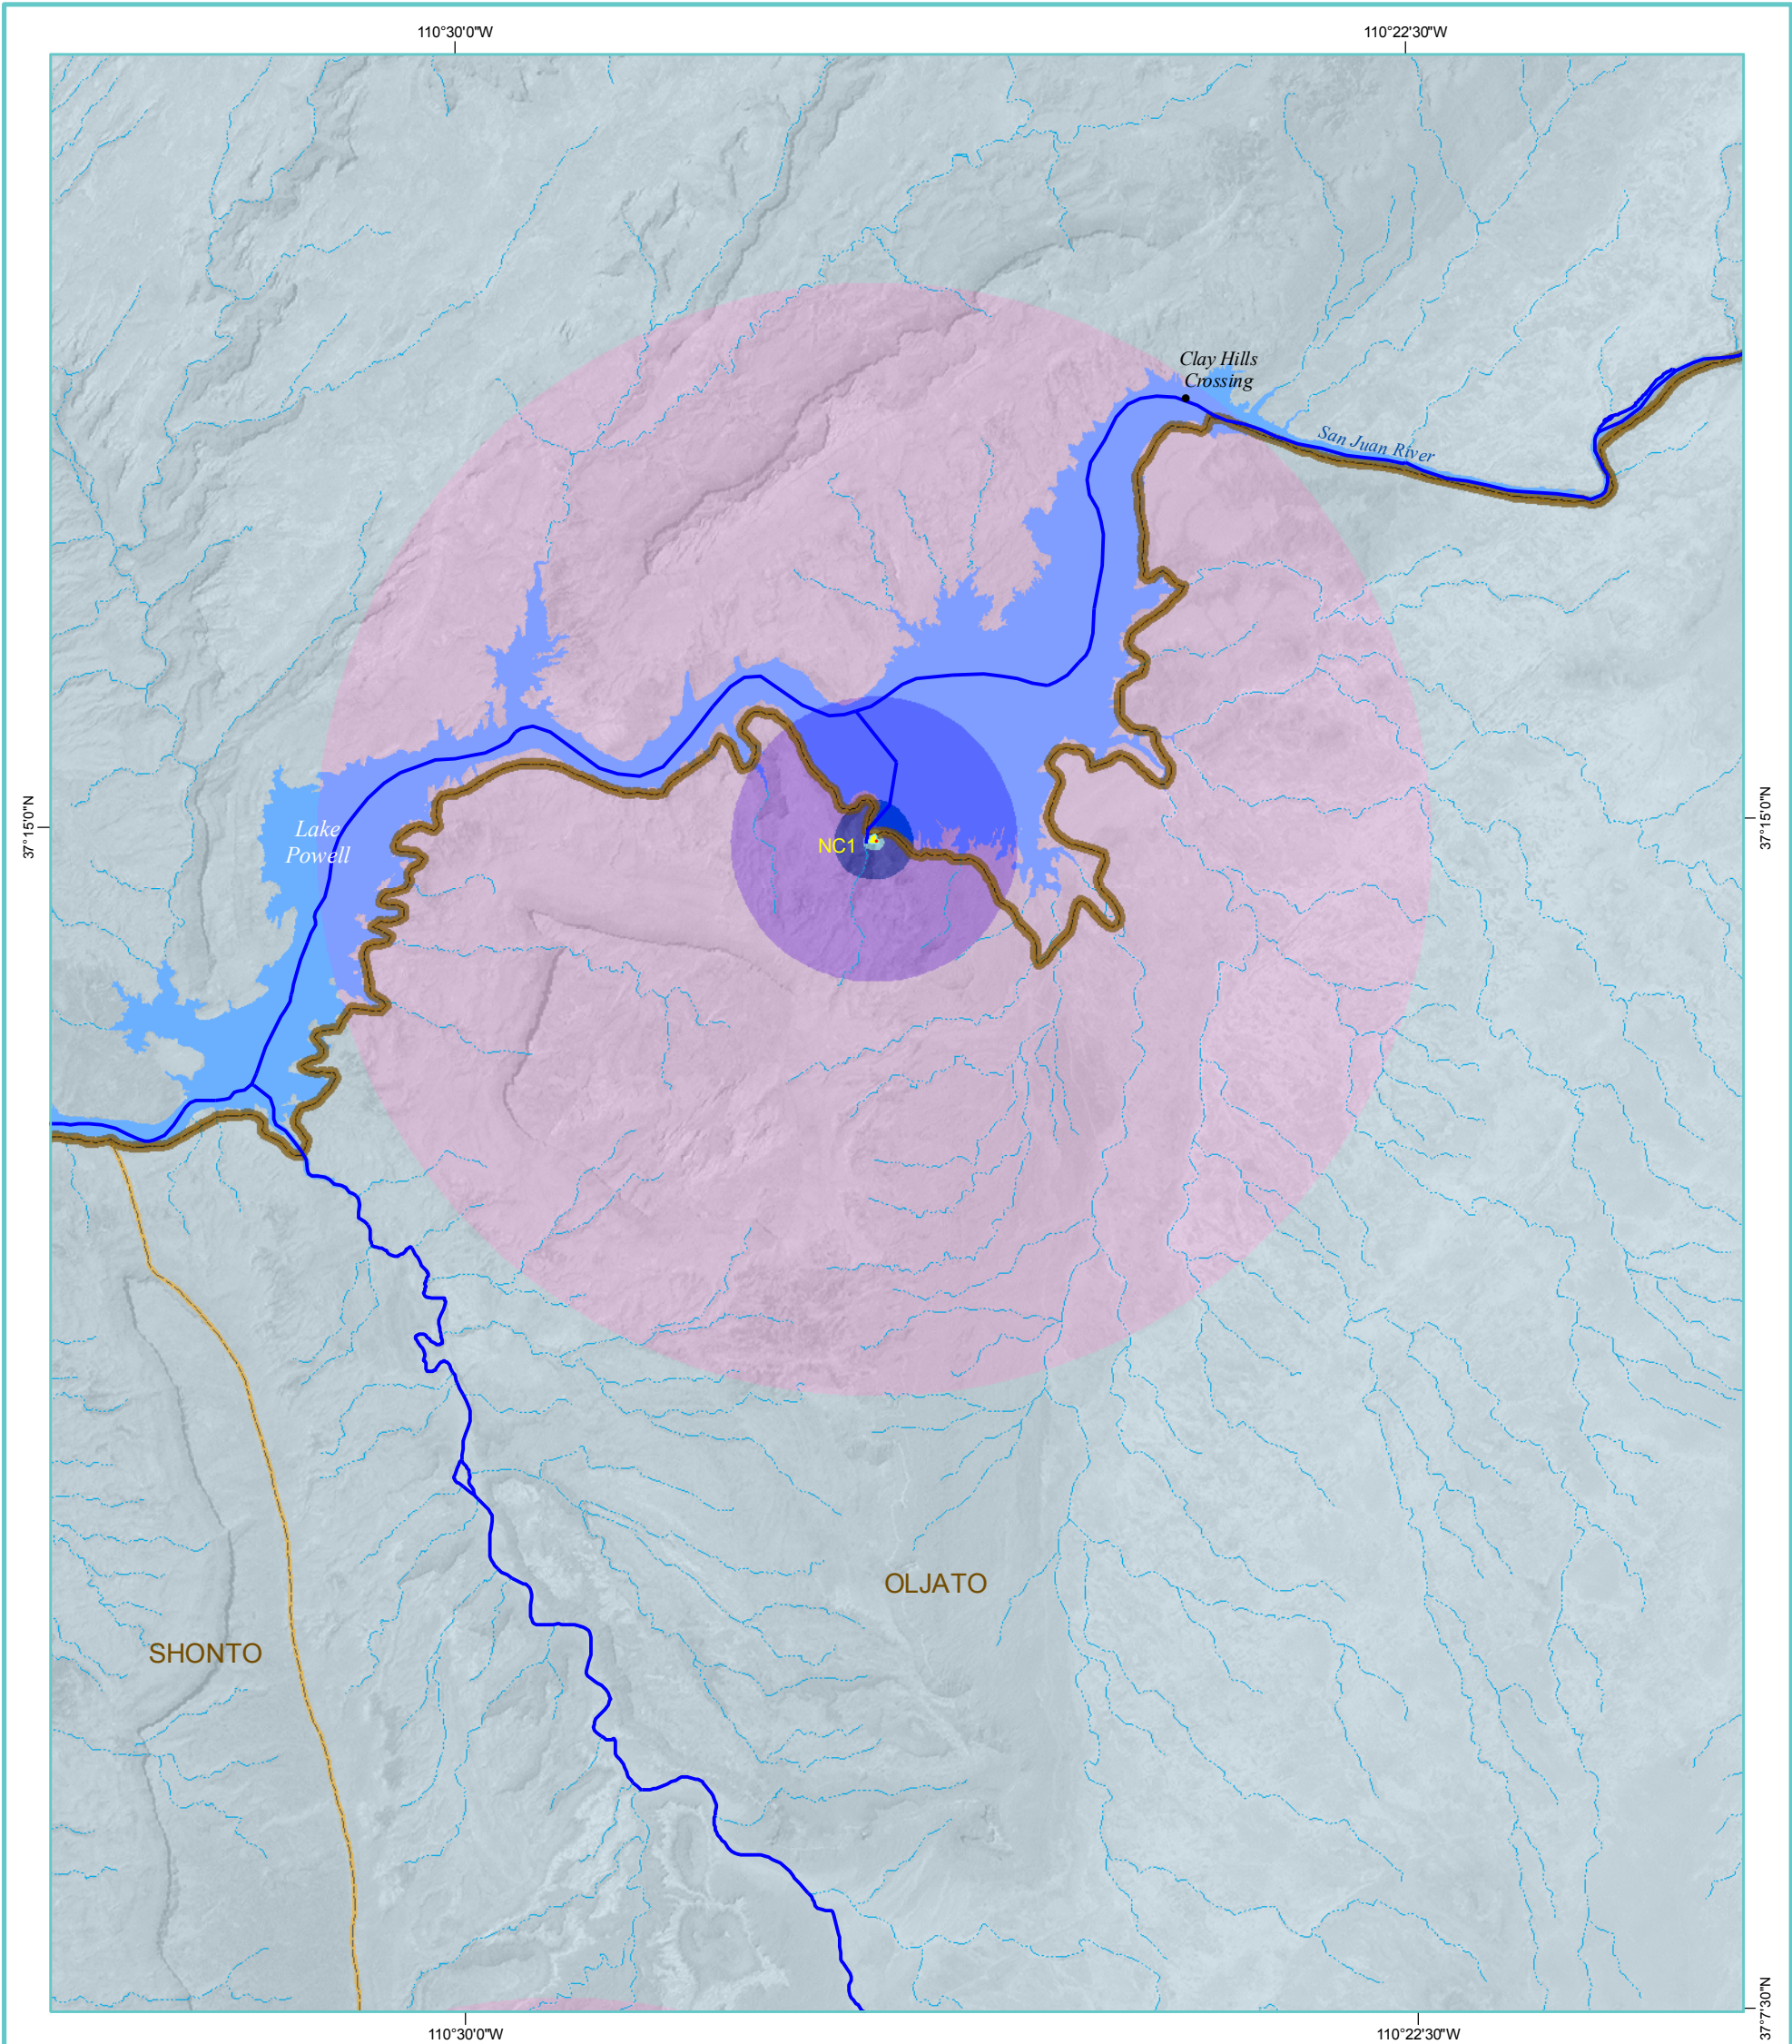 110°30'0"W
110°22'30"W
Clay Hills
Crossing
San Juan River
37°15'0"N
37°15'0"N
Lake
Powell
NC1
OLJATO
SHONTO
37°7'30"N
110°30'0"W
110°22'30"W